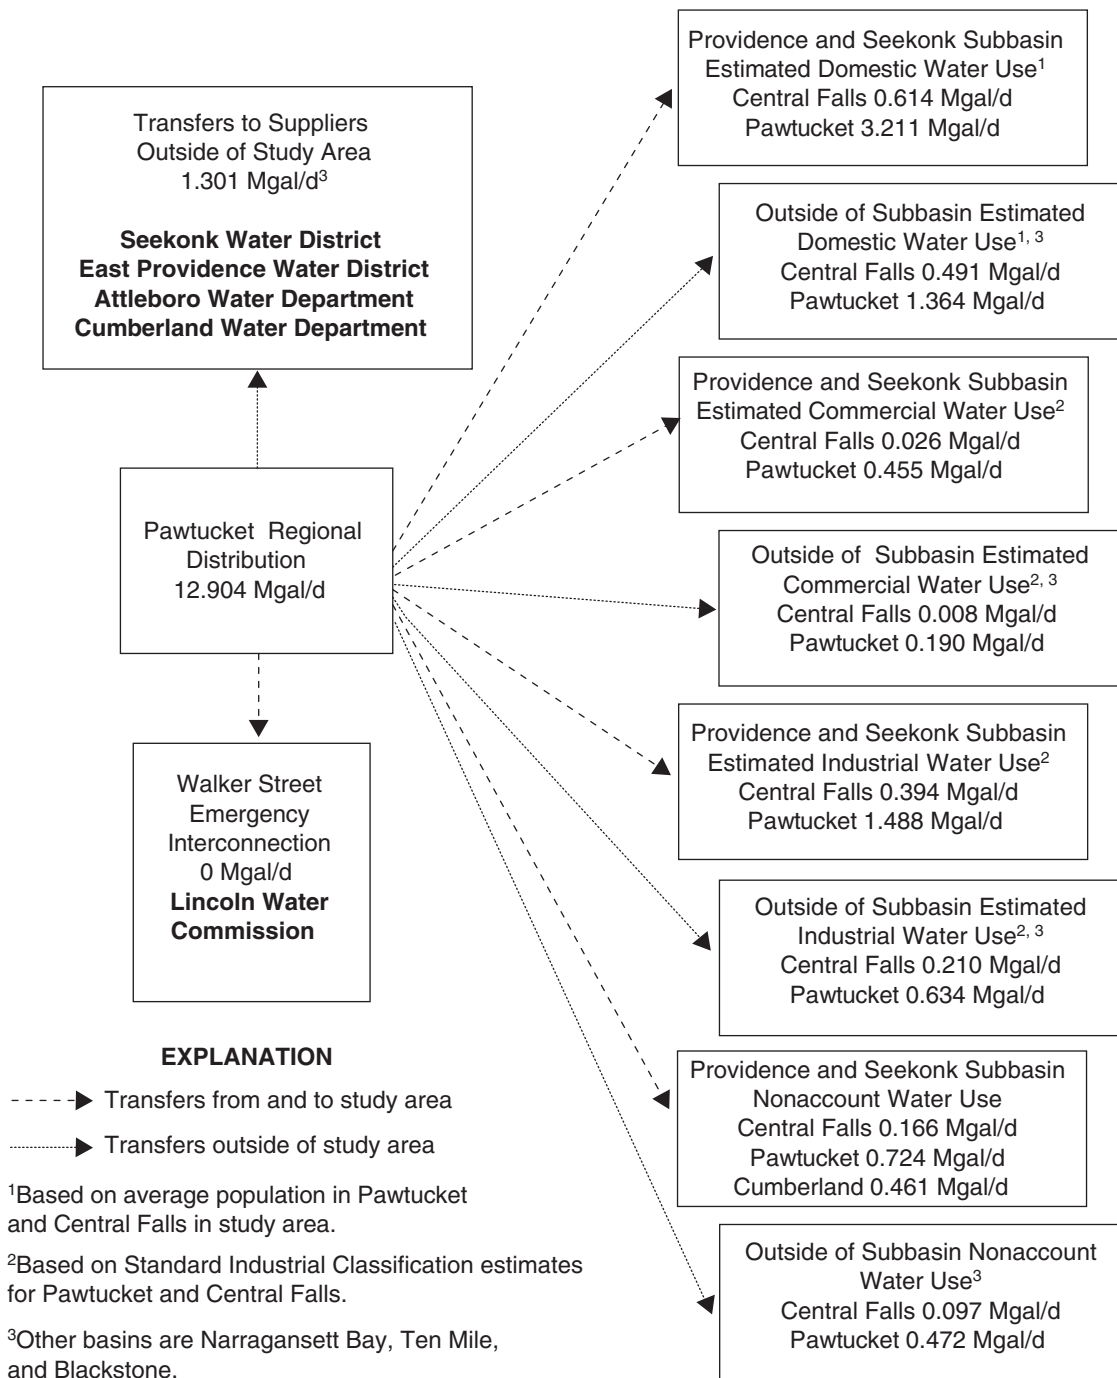 Transfers to Suppliers
Outside of Study Area
1.301 Mgal/d³
Seekonk Water District
East Providence Water District
Attleboro Water Department
Cumberland Water Department
Pawtucket Regional
Distribution
12.904 Mgal/d
Walker Street
Emergency
Interconnection
0 Mgal/d
Lincoln Water
Commission
Providence and Seekonk Subbasin
Estimated Domestic Water Use¹
Central Falls 0.614 Mgal/d
Pawtucket 3.211 Mgal/d
Outside of Subbasin Estimated
Domestic Water Use¹, ³
Central Falls 0.491 Mgal/d
Pawtucket 1.364 Mgal/d
Providence and Seekonk Subbasin
Estimated Commercial Water Use²
Central Falls 0.026 Mgal/d
Pawtucket 0.455 Mgal/d
Outside of Subbasin Estimated
Commercial Water Use², ³
Central Falls 0.008 Mgal/d
Pawtucket 0.190 Mgal/d
Providence and Seekonk Subbasin
Estimated Industrial Water Use²
Central Falls 0.394 Mgal/d
Pawtucket 1.488 Mgal/d
Outside of Subbasin Estimated
Industrial Water Use², ³
Central Falls 0.210 Mgal/d
Pawtucket 0.634 Mgal/d
Providence and Seekonk Subbasin
Nonaccount Water Use
Central Falls 0.166 Mgal/d
Pawtucket 0.724 Mgal/d
Cumberland 0.461 Mgal/d
Outside of Subbasin Nonaccount
Water Use³
Central Falls 0.097 Mgal/d
Pawtucket 0.472 Mgal/d
EXPLANATION
Transfers from and to study area
Transfers outside of study area
¹Based on average population in Pawtucket
and Central Falls in study area.
²Based on Standard Industrial Classification estimates
for Pawtucket and Central Falls.
³Other basins are Narragansett Bay, Ten Mile,
and Blackstone.